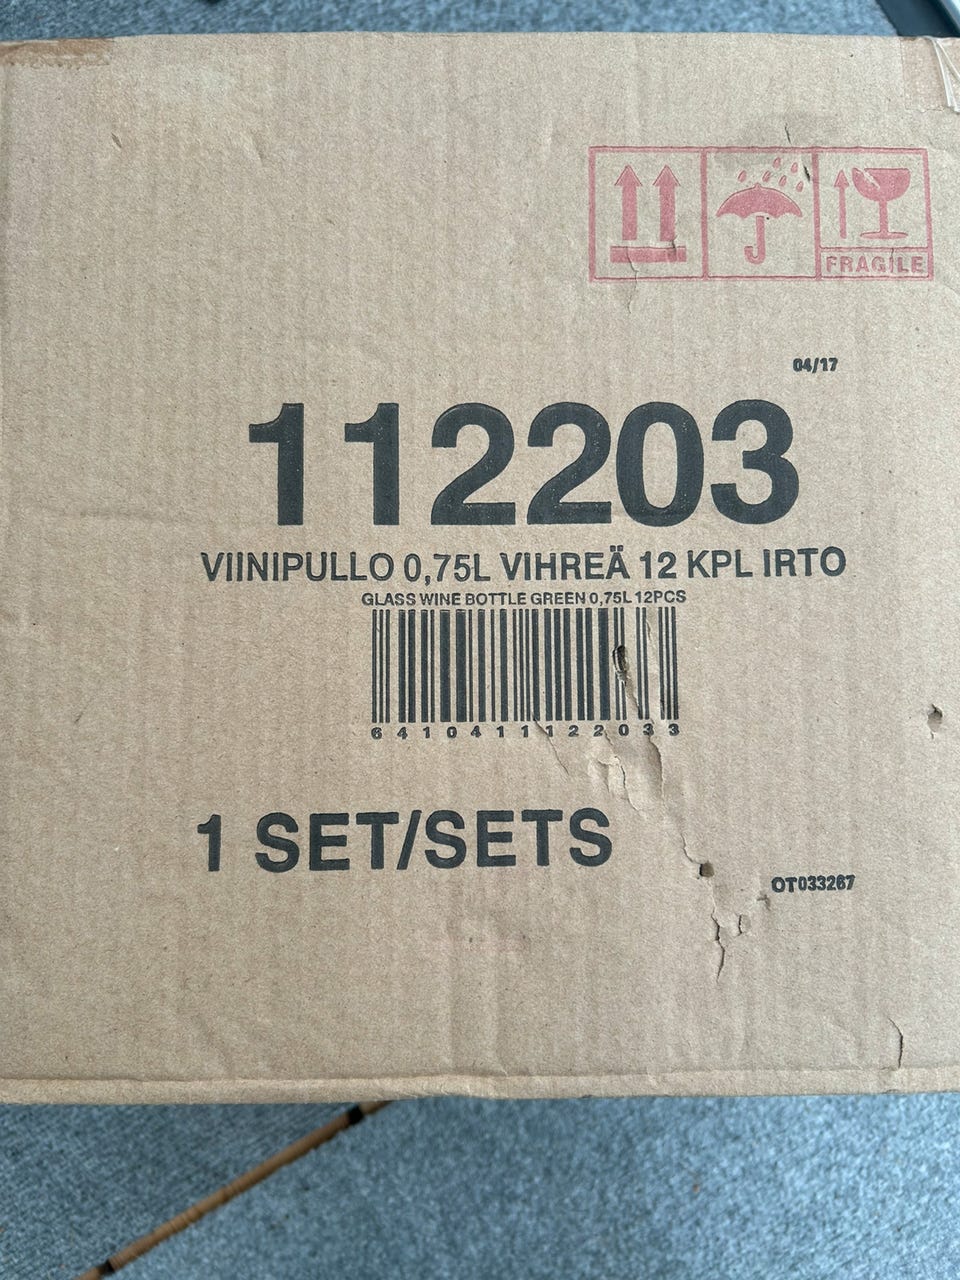 FRAGILE
04/17
112203
VIINIPULLO 0,75L VIHREÄ 12 KPL IRTO
GLASS WINE BOTTLE GREEN 0,75L 12PCS
6410411122033
1 SET/SETS
OT033267